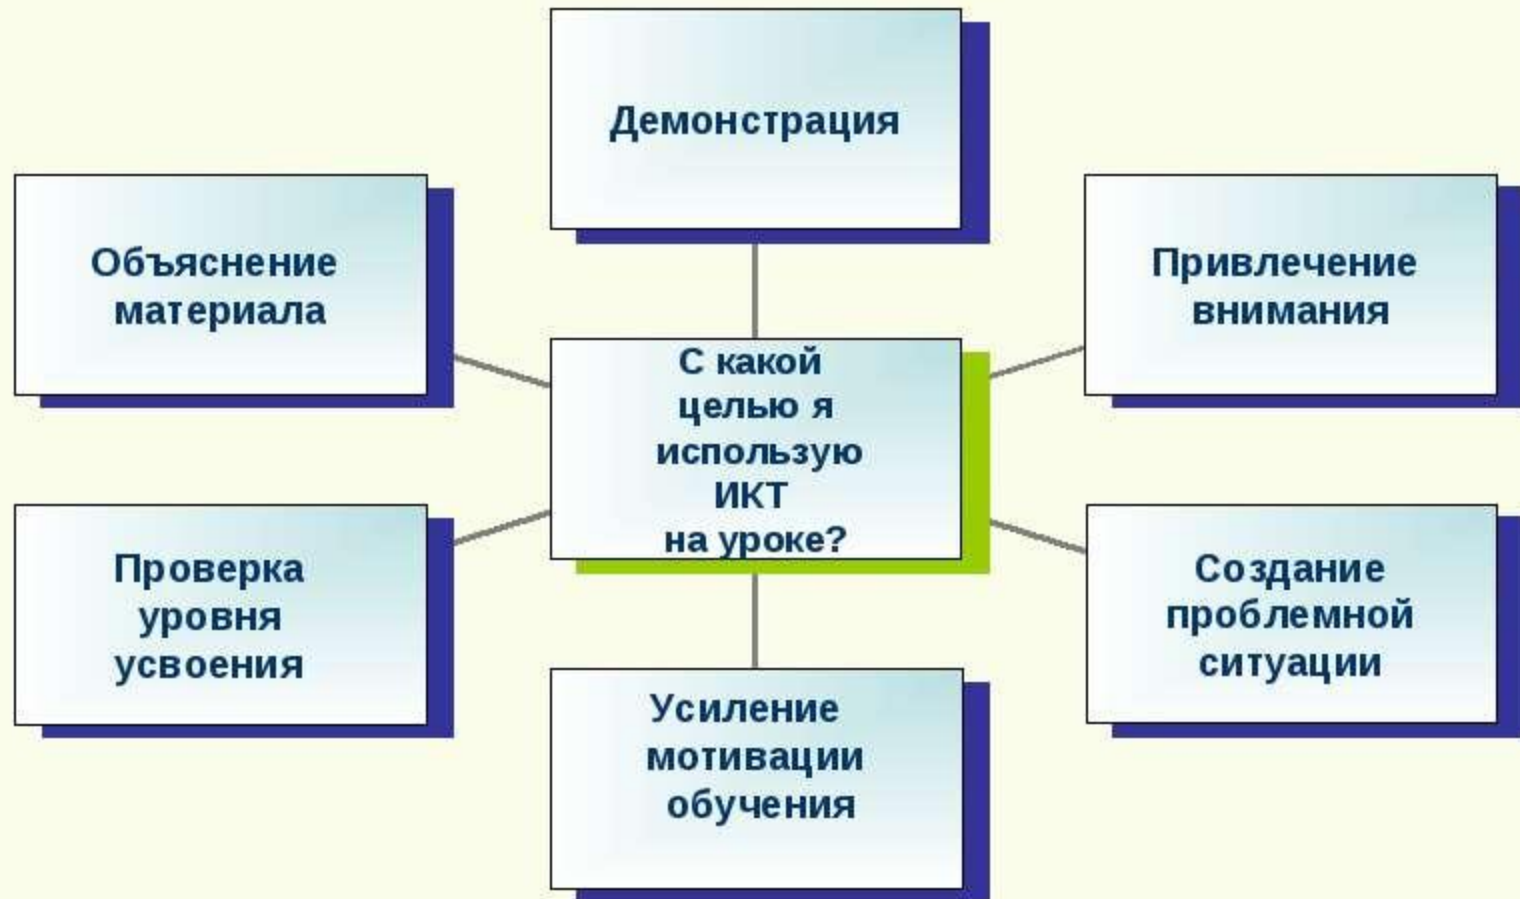 Демонстрация
Объяснение
материала
Привлечение
внимания
С какой
целью я
использую
ИКТ
на уроке?
Проверка
уровня
усвоения
Создание
проблемной
ситуации
Усиление
мотивации
обучения